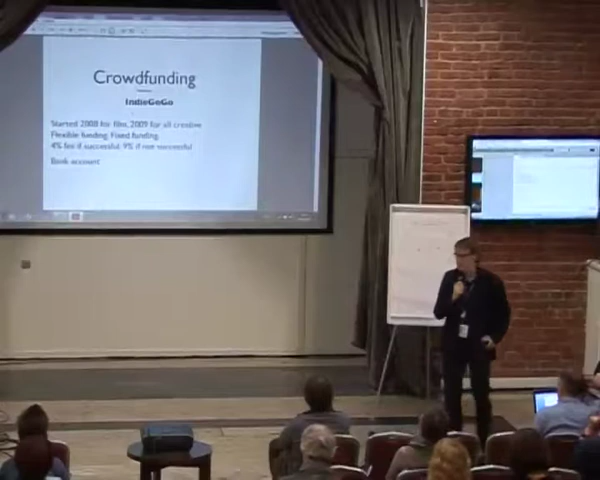 Crowdfunding
IndieGoGo
Started 2008 for film, 2009 for all creative
Flexible funding, Fixed funding
4% fee if successful, 9% if not successful
Bank account